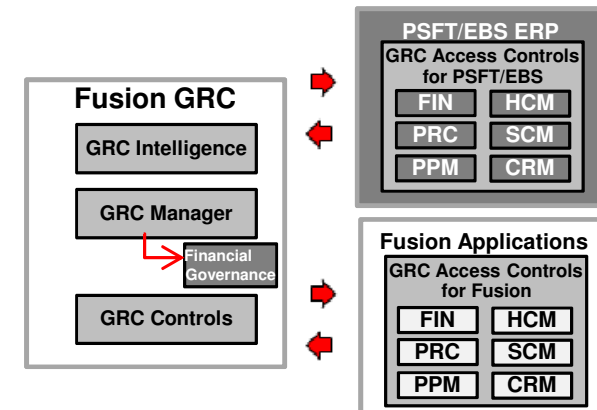 Fusion GRC
GRC Intelligence
GRC Manager
Financial
Governance
GRC Controls
PSFT/EBS ERP
GRC Access Controls
for PSFT/EBS
FIN HCM
PRC SCM
PPM CRM
Fusion Applications
GRC Access Controls
for Fusion
FIN HCM
PRC SCM
PPM CRM